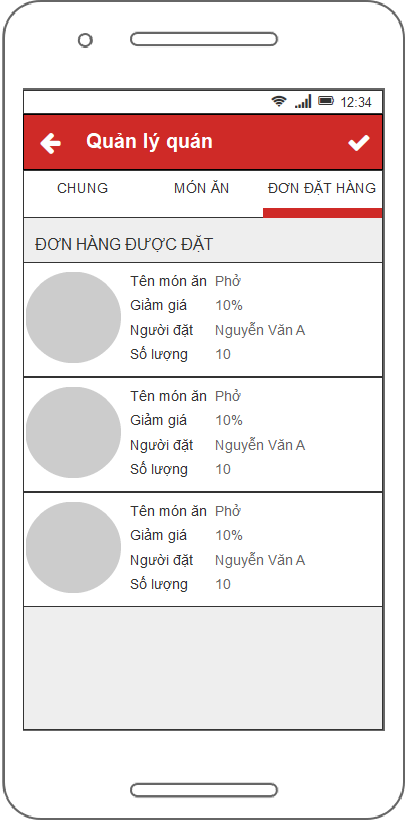 12:34
Quản lý quán
CHUNG MÓN ĂN ĐƠN ĐẶT HÀNG
ĐƠN HÀNG ĐƯỢC ĐẶT
Tên món ăn Phở
Giảm giá 10%
Người đặt Nguyễn Văn A
Số lượng 10
Tên món ăn Phở
Giảm giá 10%
Người đặt Nguyễn Văn A
Số lượng 10
Tên món ăn Phở
Giảm giá 10%
Người đặt Nguyễn Văn A
Số lượng 10